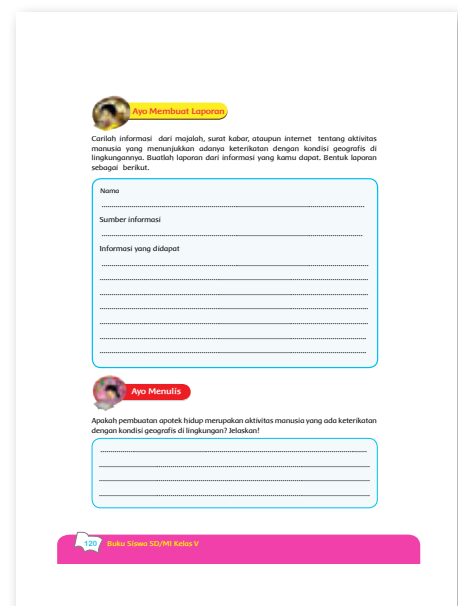 Ayo Membuat Laporan
Carilah informasi dari majalah, surat kabar, ataupun internet tentang aktivitas
manusia yang menunjukkan adanya keterikatan dengan kondisi geografis di
lingkungannya. Buatlah laporan dari informasi yang kamu dapat. Bentuk laporan
sebagai berikut.
Nama
Sumber informasi
Informasi yang didapat
Ayo Menulis
Apakah pembuatan apotek hidup merupakan aktivitas manusia yang ada keterikatan
dengan kondisi geografis di lingkungan? Jelaskan!
120 Buku Siswa SD/MI Kelas V